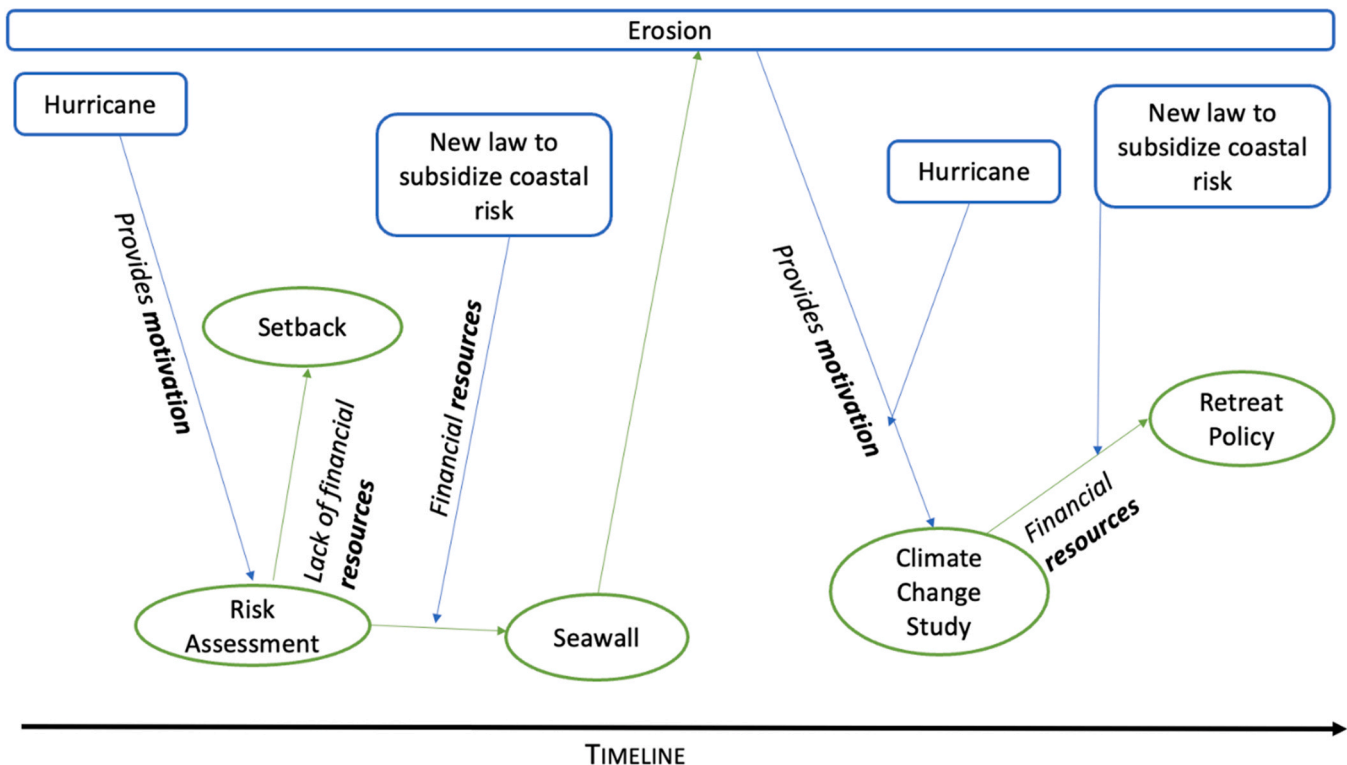 Erosion
Hurricane
New law to
subsidize coastal
risk
Hurricane
New law to
subsidize coastal
risk
Provides motivation
Setback
Lack of financial
resources
Financial resources
Provides motivation
Retreat
Policy
Financial
resources
Risk
Assessment
Seawall
Climate
Change
Study
TIMELINE